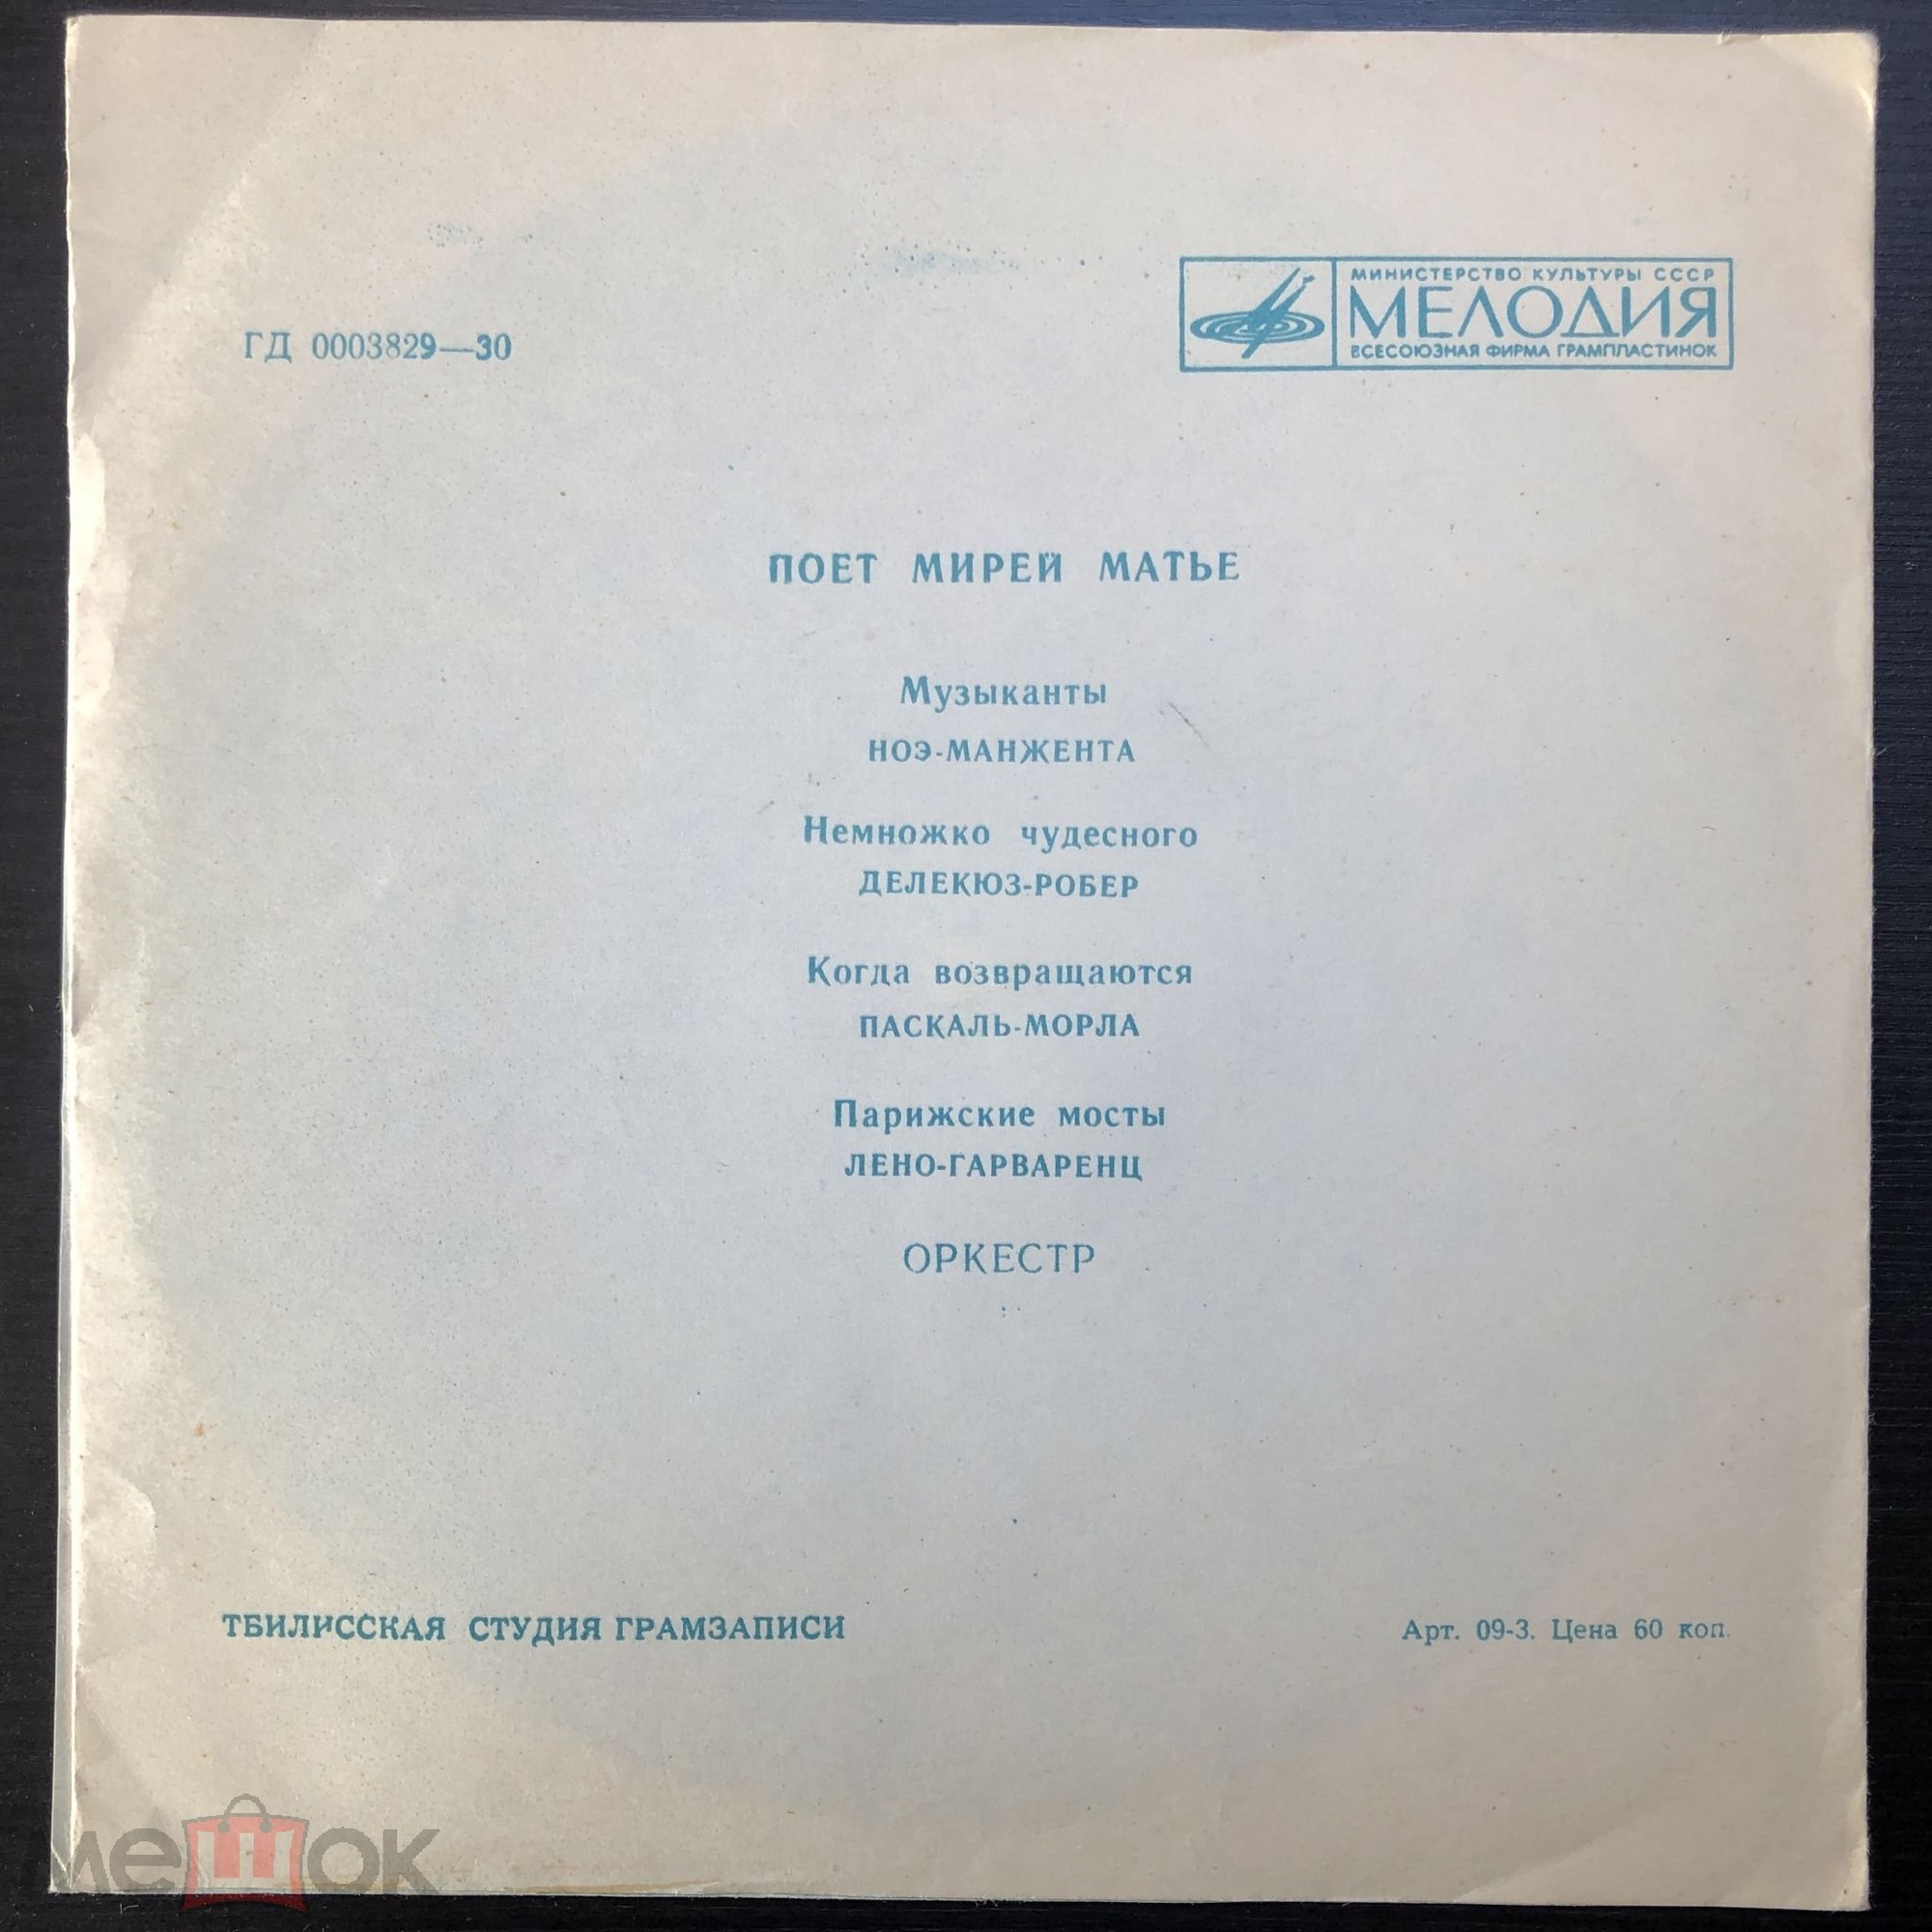 ГД 0003829—30
МИНИСТЕРСТВО КУЛЬТУРЫ СССР
МЕЛОДИЯ
ВСЕСОЮЗНАЯ ФИРМА ГРАМПЛАСТИНОК
ПОЕТ МИРЕЙ МАТЬЕ
Музыканты
НОЭ-МАНЖЕНТА
Немножко чудесного
ДЕЛЕКЮЗ-РОБЕР
Когда возвращаются
ПАСКАЛЬ-МОРЛА
Парижские мосты
ЛЕНО-ГАРВАРЕНЦ
ОРКЕСТР
ТБИЛИССКАЯ СТУДИЯ ГРАМЗАПИСИ
Арт. 09-3. Цена 60 коп.
мешок